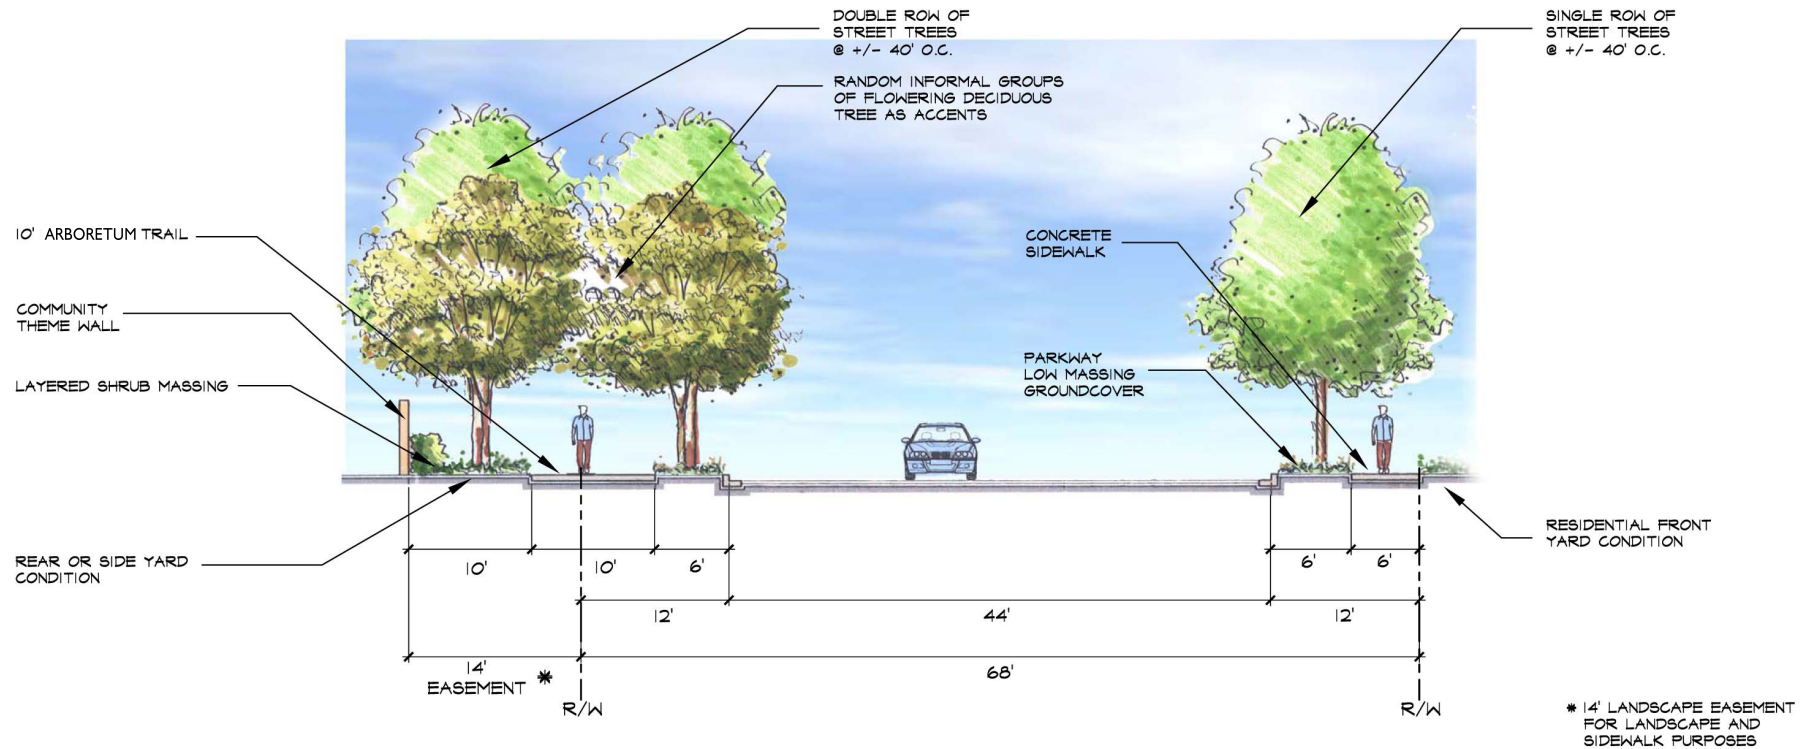 DOUBLE ROW OF
STREET TREES
@ +/- 40' O.C.
SINGLE ROW OF
STREET TREES
@ +/- 40' O.C.
RANDOM INFORMAL GROUPS
OF FLOWERING DECIDUOUS
TREE AS ACCENTS
10' ARBORETUM TRAIL
CONCRETE
SIDEWALK
COMMUNITY
THEME WALL
PARKWAY
LOW MASSING
GROUNDCOVER
LAYERED SHRUB MASSING
REAR OR SIDE YARD
CONDITION
RESIDENTIAL FRONT
YARD CONDITION
10' 10' 6' 6' 6'
12' 44' 12'
14' 68'
EASEMENT *
R/W R/W
* 14' LANDSCAPE EASEMENT
FOR LANDSCAPE AND
SIDEWALK PURPOSES